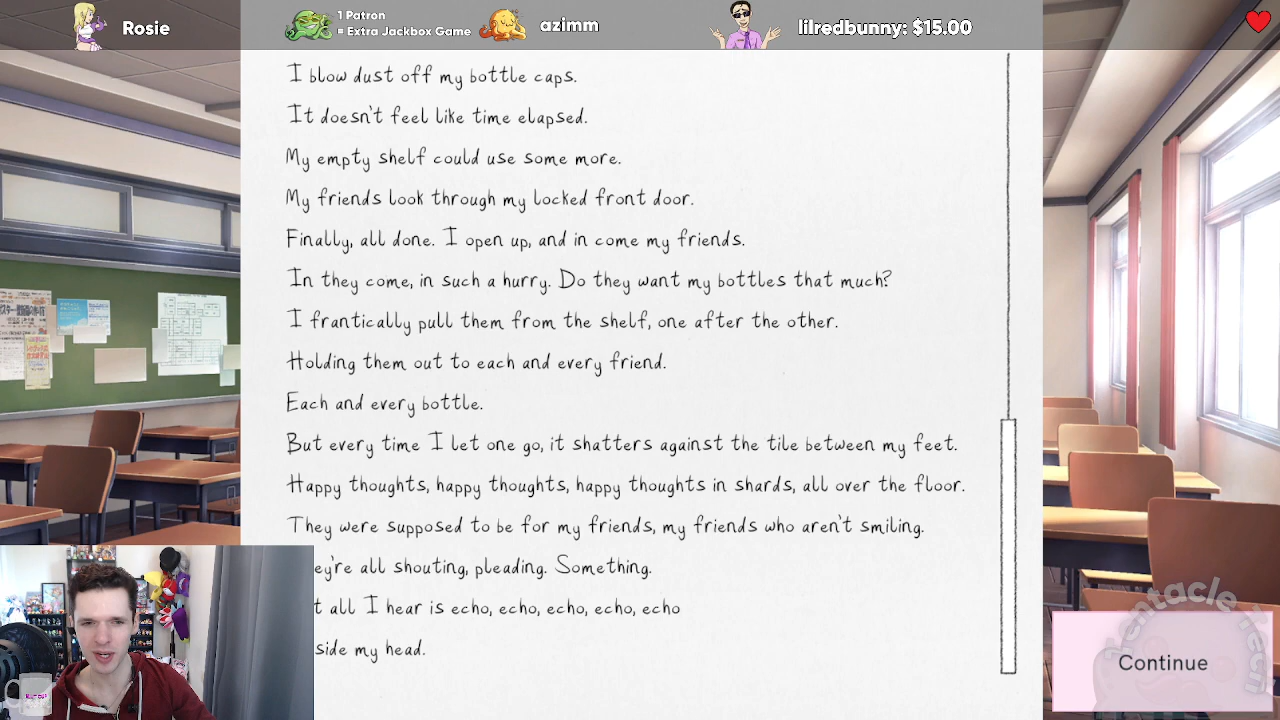 Rosie
1 Patron
= Extra Jackbox Game
azimm
lilredbunny: $15.00
I blow dust off my bottle caps.
It doesn't feel like time elapsed.
My empty shelf could use some more.
My friends look through my locked front door.
Finally, all done. I open up, and in come my friends.
In they come, in such a hurry. Do they want my bottles that much?
I frantically pull them from the shelf, one after the other.
Holding them out to each and every friend.
Each and every bottle.
But every time I let one go, it shatters against the tile between my feet.
Happy thoughts, happy thoughts, happy thoughts in shards, all over the floor.
They were supposed to be for my friends, my friends who aren't smiling.
ey're all shouting, pleading. Something.
t all I hear is echo, echo, echo, echo, echo
side my head.
Tentacle Teen
Continue